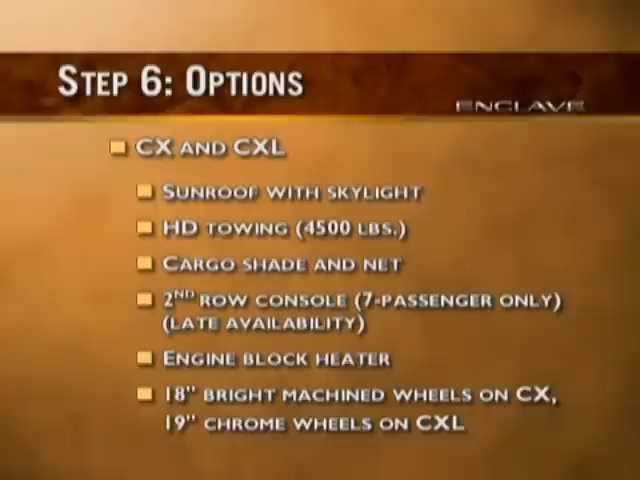 STEP 6: OPTIONS
ENCLAVE
CX AND CXL
SUNROOF WITH SKYLIGHT
HD TOWING (4500 LBS.)
CARGO SHADE AND NET
2ND ROW CONSOLE (7-PASSENGER ONLY)
(LATE AVAILABILITY)
ENGINE BLOCK HEATER
18" BRIGHT MACHINED WHEELS ON CX,
19" CHROME WHEELS ON CXL